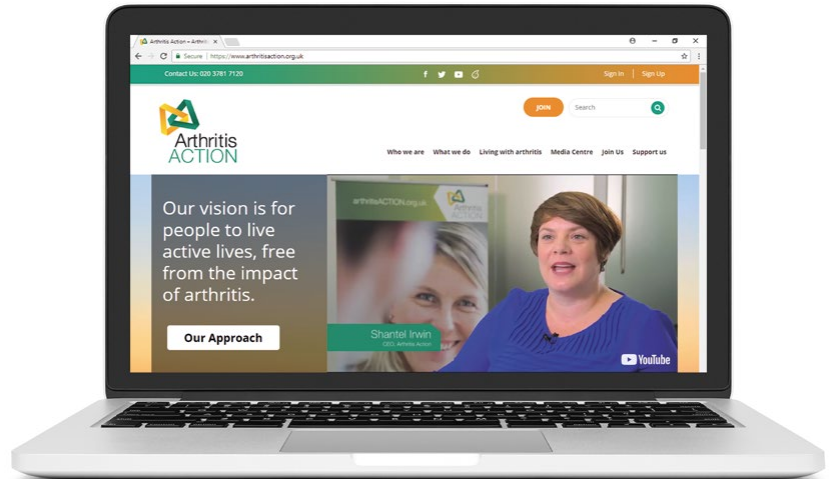 Arthritis Action – Arthri
Secure | https://www.arthritisaction.org.uk
Contact Us: 020 3781 7120
Sign In | Sign Up
JOIN
Search
Arthritis
ACTION
Who we are What we do Living with arthritis Media Centre Join Us Support us
Our vision is for
people to live
active lives, free
from the impact
of arthritis.
Our Approach
arthritisACTION.org.uk
Arthritis
ACTION
Shantel Irwin
CEO, Arthritis Action
YouTube